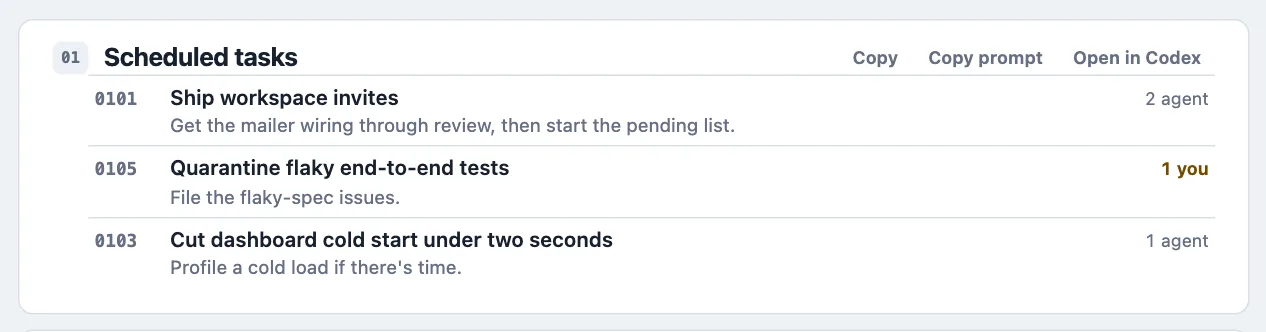 01 Scheduled tasks Copy Copy prompt Open in Codex
0101 Ship workspace invites 2 agent
Get the mailer wiring through review, then start the pending list.
0105 Quarantine flaky end-to-end tests 1 you
File the flaky-spec issues.
0103 Cut dashboard cold start under two seconds 1 agent
Profile a cold load if there's time.